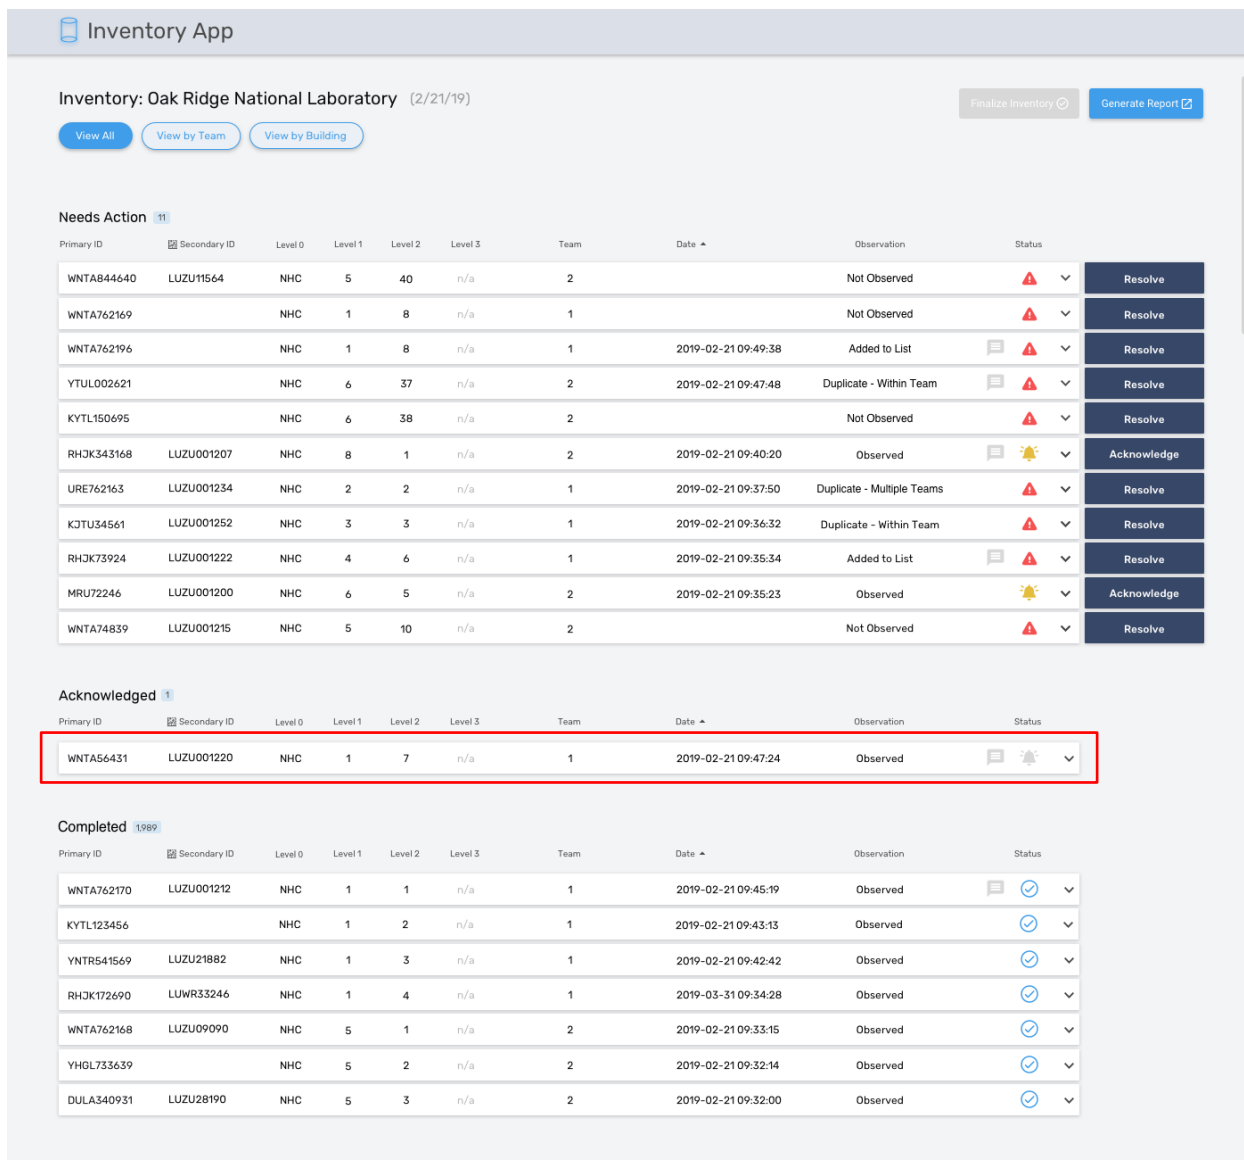 Inventory App
Inventory: Oak Ridge National Laboratory (2/21/19) Finalize Inventory Generate Report
View All View by Team View by Building
Needs Action 11
Primary ID Secondary ID Level 0 Level 1 Level 2 Level 3 Team Date Observation Status
WNTA844640 LUZU11564 NHC 5 40 n/a 2 Not Observed Resolve
WNTA762169 NHC 1 8 n/a 1 Not Observed Resolve
WNTA762196 NHC 1 8 n/a 1 2019-02-21 09:49:38 Added to List Resolve
YTUL002621 NHC 6 37 n/a 2 2019-02-21 09:47:48 Duplicate - Within Team Resolve
KYTL150695 NHC 6 38 n/a 2 Not Observed Resolve
RHJK343168 LUZU001207 NHC 8 1 n/a 2 2019-02-21 09:40:20 Observed Acknowledge
URE762163 LUZU001234 NHC 2 2 n/a 1 2019-02-21 09:37:50 Duplicate - Multiple Teams Resolve
KJTU34561 LUZU001252 NHC 3 3 n/a 1 2019-02-21 09:36:32 Duplicate - Within Team Resolve
RHJK73924 LUZU001222 NHC 4 6 n/a 1 2019-02-21 09:35:34 Added to List Resolve
MRU72246 LUZU001200 NHC 6 5 n/a 2 2019-02-21 09:35:23 Observed Acknowledge
WNTA74839 LUZU001215 NHC 5 10 n/a 2 Not Observed Resolve
Acknowledged 1
Primary ID Secondary ID Level 0 Level 1 Level 2 Level 3 Team Date Observation Status
WNTA56431 LUZU001220 NHC 1 7 n/a 1 2019-02-21 09:47:24 Observed
Completed 1,989
Primary ID Secondary ID Level 0 Level 1 Level 2 Level 3 Team Date Observation Status
WNTA762170 LUZU001212 NHC 1 1 n/a 1 2019-02-21 09:45:19 Observed
KYTL123456 NHC 1 2 n/a 1 2019-02-21 09:43:13 Observed
YNTR541569 LUZU21882 NHC 1 3 n/a 1 2019-02-21 09:42:42 Observed
RHJK172690 LUWR33246 NHC 1 4 n/a 1 2019-03-31 09:34:28 Observed
WNTA762168 LUZU09090 NHC 5 1 n/a 2 2019-02-21 09:33:15 Observed
YHGL733639 NHC 5 2 n/a 2 2019-02-21 09:32:14 Observed
DULA340931 LUZU28190 NHC 5 3 n/a 2 2019-02-21 09:32:00 Observed